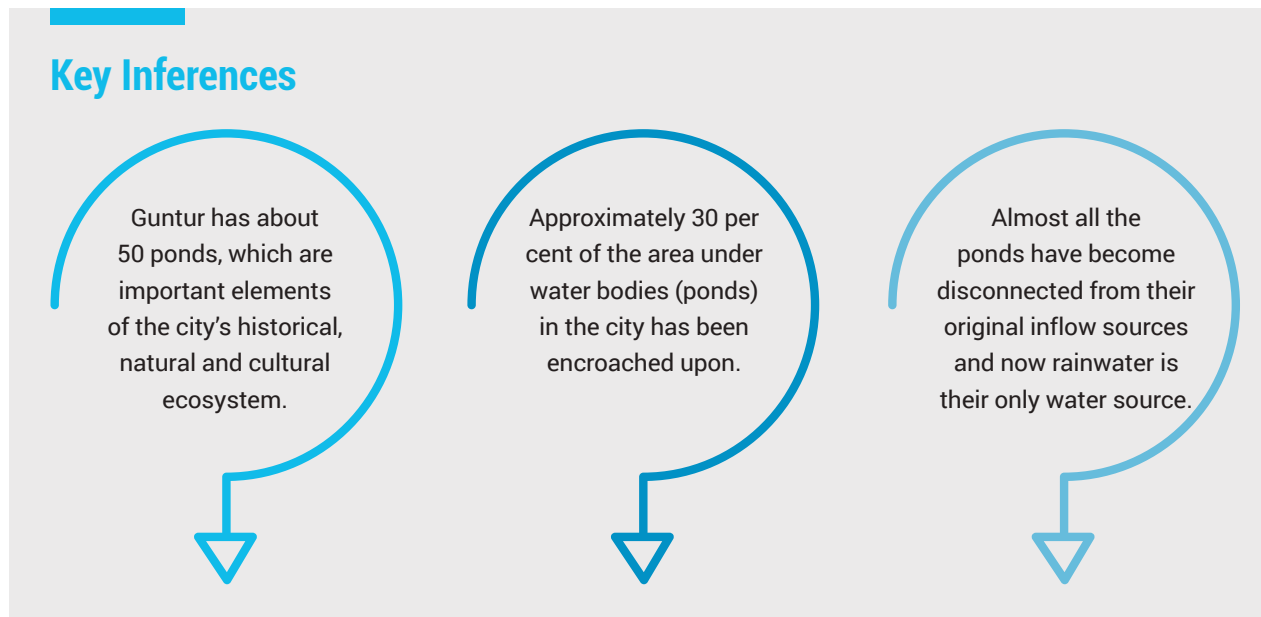 Key Inferences
Guntur has about
50 ponds, which are
important elements
of the city’s historical,
natural and cultural
ecosystem.
Approximately 30 per
cent of the area under
water bodies (ponds)
in the city has been
encroached upon.
Almost all the
ponds have become
disconnected from their
original inflow sources
and now rainwater is
their only water source.